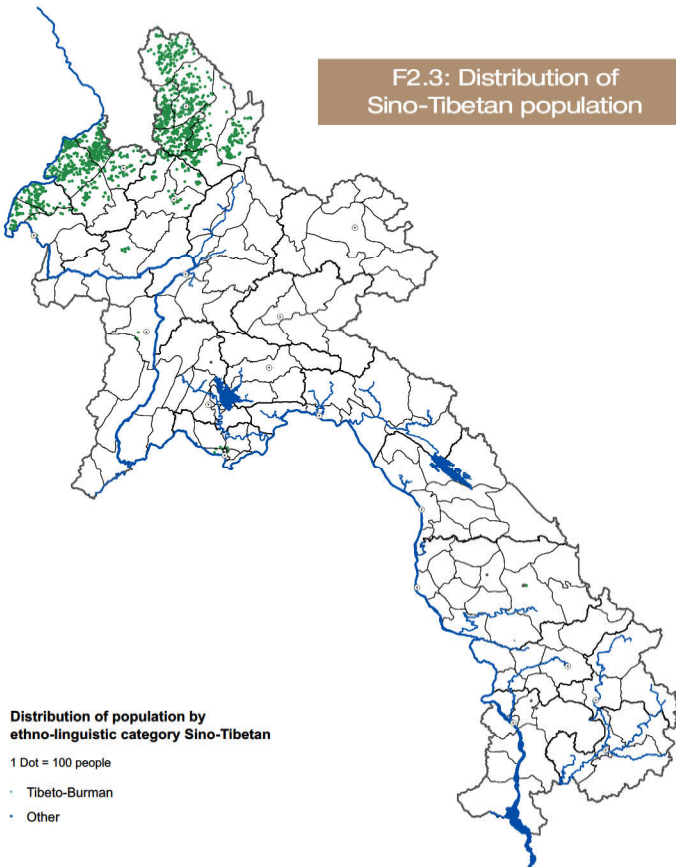 F2.3: Distribution of
Sino-Tibetan population
Distribution of population by
ethno-linguistic category Sino-Tibetan
1 Dot = 100 people
Tibeto-Burman
Other